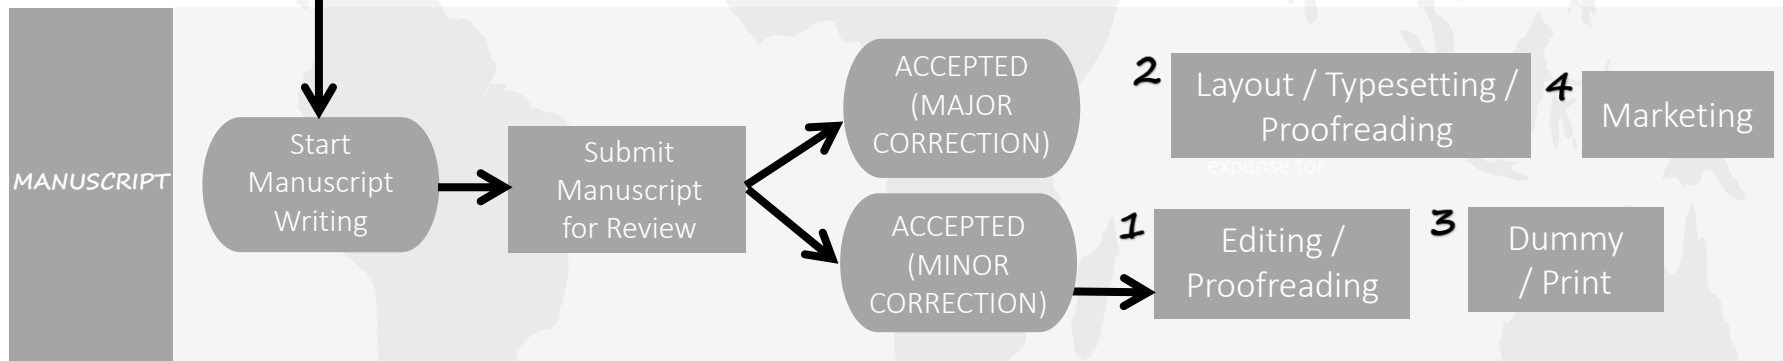 MANUSCRIPT
Start
Manuscript
Writing
Submit
Manuscript
for Review
ACCEPTED
(MAJOR
CORRECTION)
ACCEPTED
(MINOR
CORRECTION)
1
Editing /
Proofreading
2
Layout / Typesetting /
Proofreading
expense for
3
Dummy
/ Print
4
Marketing